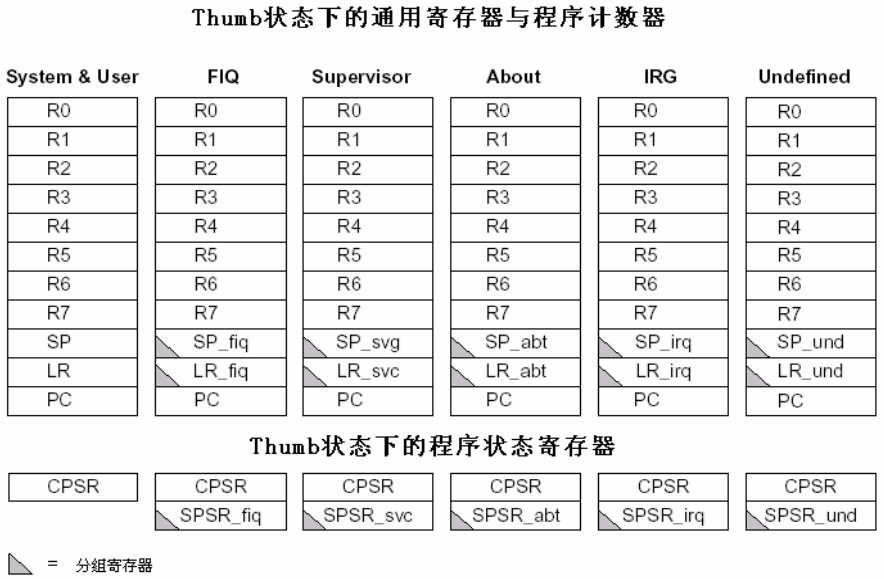 Thumb状态下的通用寄存器与程序计数器
System & User FIQ Supervisor About IRG Undefined
R0 R0 R0 R0 R0 R0
R1 R1 R1 R1 R1 R1
R2 R2 R2 R2 R2 R2
R3 R3 R3 R3 R3 R3
R4 R4 R4 R4 R4 R4
R5 R5 R5 R5 R5 R5
R6 R6 R6 R6 R6 R6
R7 R7 R7 R7 R7 R7
SP SP_fiq SP_svg SP_abt SP_irq SP_und
LR LR_fiq LR_svc LR_abt LR_irq LR_und
PC PC PC PC PC PC
Thumb状态下的程序状态寄存器
CPSR CPSR CPSR CPSR CPSR CPSR
SPSR_fiq SPSR_svc SPSR_abt SPSR_irq SPSR_und
= 分组寄存器